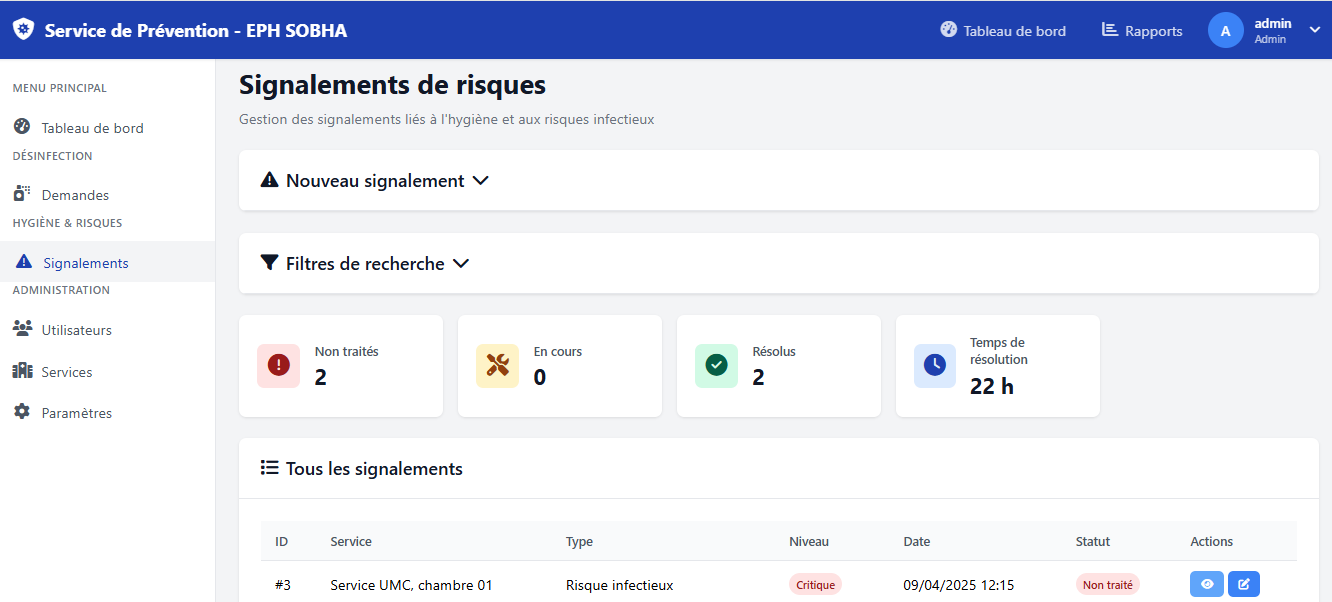 Service de Prévention - EPH SOBHA
Tableau de bord
Rapports
A
admin
Admin
MENU PRINCIPAL
Tableau de bord
DÉSINFECTION
Demandes
HYGIÈNE & RISQUES
Signalements
ADMINISTRATION
Utilisateurs
Services
Paramètres
Signalements de risques
Gestion des signalements liés à l'hygiène et aux risques infectieux
Nouveau signalement
Filtres de recherche
Non traités
2
En cours
0
Résolus
2
Temps de
résolution
22 h
Tous les signalements
ID Service Type Niveau Date Statut Actions
#3 Service UMC, chambre 01 Risque infectieux Critique 09/04/2025 12:15 Non traité